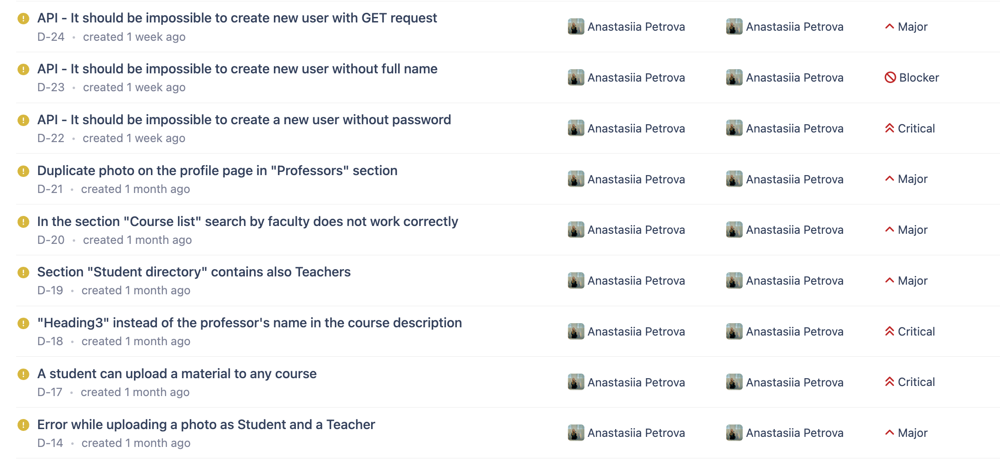 API - It should be impossible to create new user with GET request
D-24 • created 1 week ago
Anastasiia Petrova
Anastasiia Petrova
Major
API - It should be impossible to create new user without full name
D-23 • created 1 week ago
Anastasiia Petrova
Anastasiia Petrova
Blocker
API - It should be impossible to create a new user without password
D-22 • created 1 week ago
Anastasiia Petrova
Anastasiia Petrova
Critical
Duplicate photo on the profile page in "Professors" section
D-21 • created 1 month ago
Anastasiia Petrova
Anastasiia Petrova
Major
In the section "Course list" search by faculty does not work correctly
D-20 • created 1 month ago
Anastasiia Petrova
Anastasiia Petrova
Major
Section "Student directory" contains also Teachers
D-19 • created 1 month ago
Anastasiia Petrova
Anastasiia Petrova
Major
"Heading3" instead of the professor's name in the course description
D-18 • created 1 month ago
Anastasiia Petrova
Anastasiia Petrova
Critical
A student can upload a material to any course
D-17 • created 1 month ago
Anastasiia Petrova
Anastasiia Petrova
Critical
Error while uploading a photo as Student and a Teacher
D-14 • created 1 month ago
Anastasiia Petrova
Anastasiia Petrova
Major